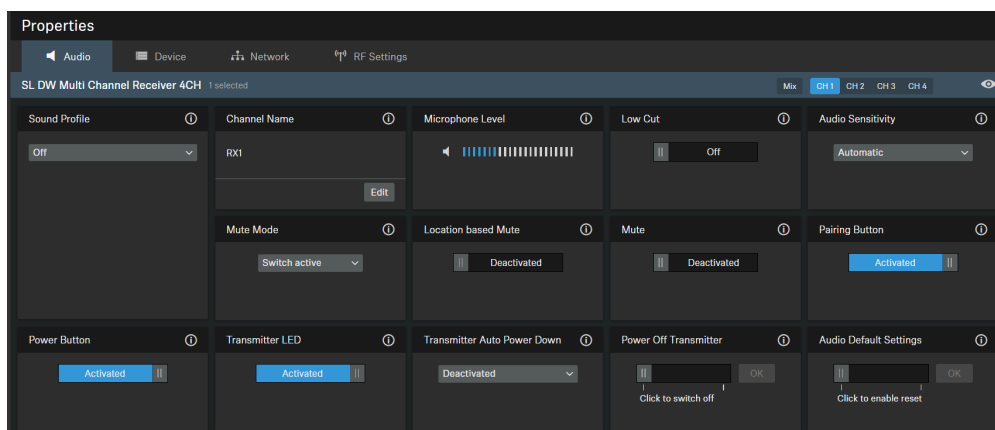 Properties
Audio Device Network RF Settings
SL DW Multi Channel Receiver 4CH 1 selected Mix CH 1 CH 2 CH 3 CH 4
Sound Profile Channel Name Microphone Level Low Cut Audio Sensitivity
Off RX1 Off Automatic
Edit
Mute Mode Location based Mute Mute Pairing Button
Switch active Deactivated Deactivated Activated
Power Button Transmitter LED Transmitter Auto Power Down Power Off Transmitter Audio Default Settings
Activated Activated Deactivated OK OK
Click to switch off Click to enable reset